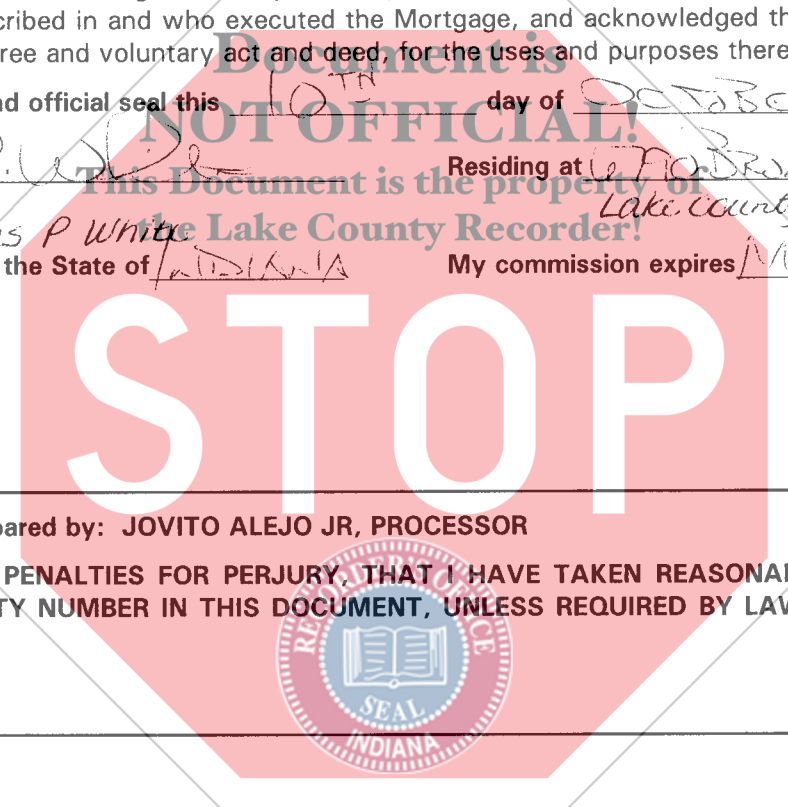 cribed in and who executed the Mortgage, and acknowledged th
ree and voluntary act and deed, for the uses and purposes there
Document is
nd official seal this 10TH day of OCTOBE
NOT OFFICIAL!
This Document is the property of
Residing at
the Lake County Recorder!
s P White
Lake County
the State of INDIANA My commission expires
STOP
pared by: JOVITO ALEJO JR, PROCESSOR
PENALTIES FOR PERJURY, THAT I HAVE TAKEN REASONAI
TY NUMBER IN THIS DOCUMENT, UNLESS REQUIRED BY LAW
RECORDER'S OFFICE
SEAL
INDIANA